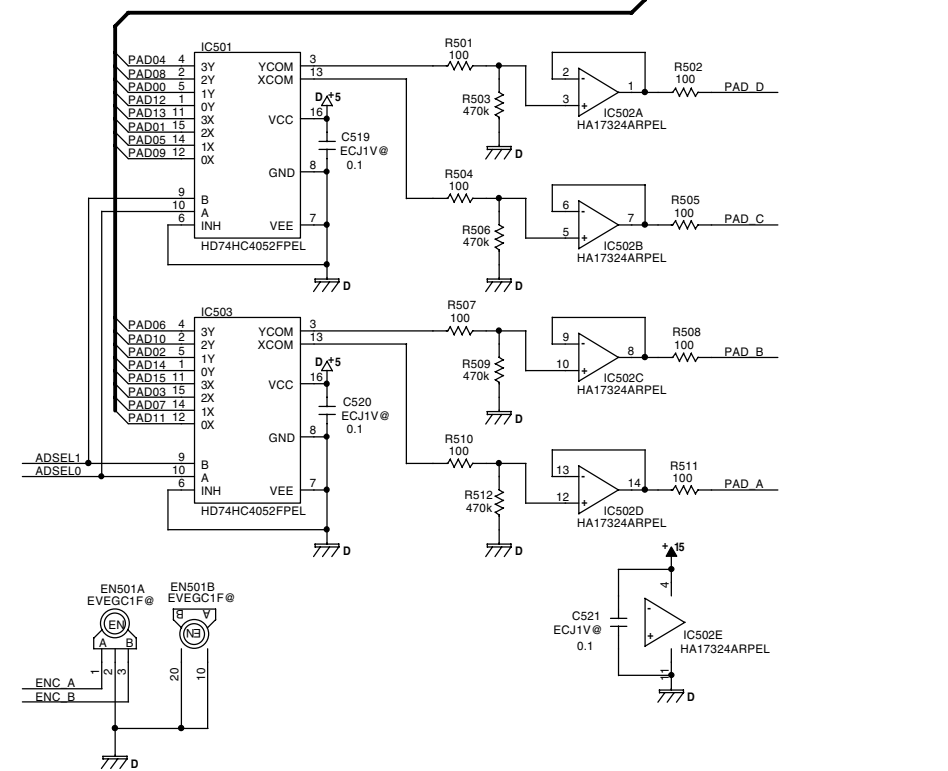 IC501
PAD04 4 3Y YCOM 3
PAD08 2 2Y XCOM 13
PAD00 5 1Y
PAD12 1 0Y
PAD13 11 3X VCC 16
PAD01 15 2X
PAD05 14 1X
PAD09 12 0X
GND 8
9 B
10 A
6 INH VEE 7
HD74HC4052FPEL
D +5
C519
ECJ1V@
0.1
D
R501
100
R503
470k
D
2 -
3 +
1
IC502A
HA17324ARPEL
R502
100
PAD_D
R504
100
R506
470k
D
6 -
5 +
7
IC502B
HA17324ARPEL
R505
100
PAD_C
IC503
PAD06 4 3Y YCOM 3
PAD10 2 2Y XCOM 13
PAD02 5 1Y
PAD14 1 0Y
PAD15 11 3X VCC 16
PAD03 15 2X
PAD07 14 1X
PAD11 12 0X
GND 8
ADSEL1 9 B
ADSEL0 10 A
6 INH VEE 7
HD74HC4052FPEL
D +5
C520
ECJ1V@
0.1
D
R507
100
R509
470k
D
9 -
10 +
8
IC502C
HA17324ARPEL
R508
100
PAD_B
R510
100
R512
470k
D
13 -
12 +
14
IC502D
HA17324ARPEL
R511
100
PAD_A
EN501A
EVEGC1F@
EN
A B
1 2 3
ENC_A
ENC_B
D
EN501B
EVEGC1F@
B A
EN
20 10
+15
4
C521
ECJ1V@
0.1
-
+
IC502E
HA17324ARPEL
11
D